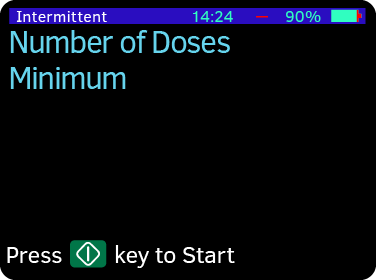 Intermittent 14:24 90%
Number of Doses
Minimum
Press key to Start